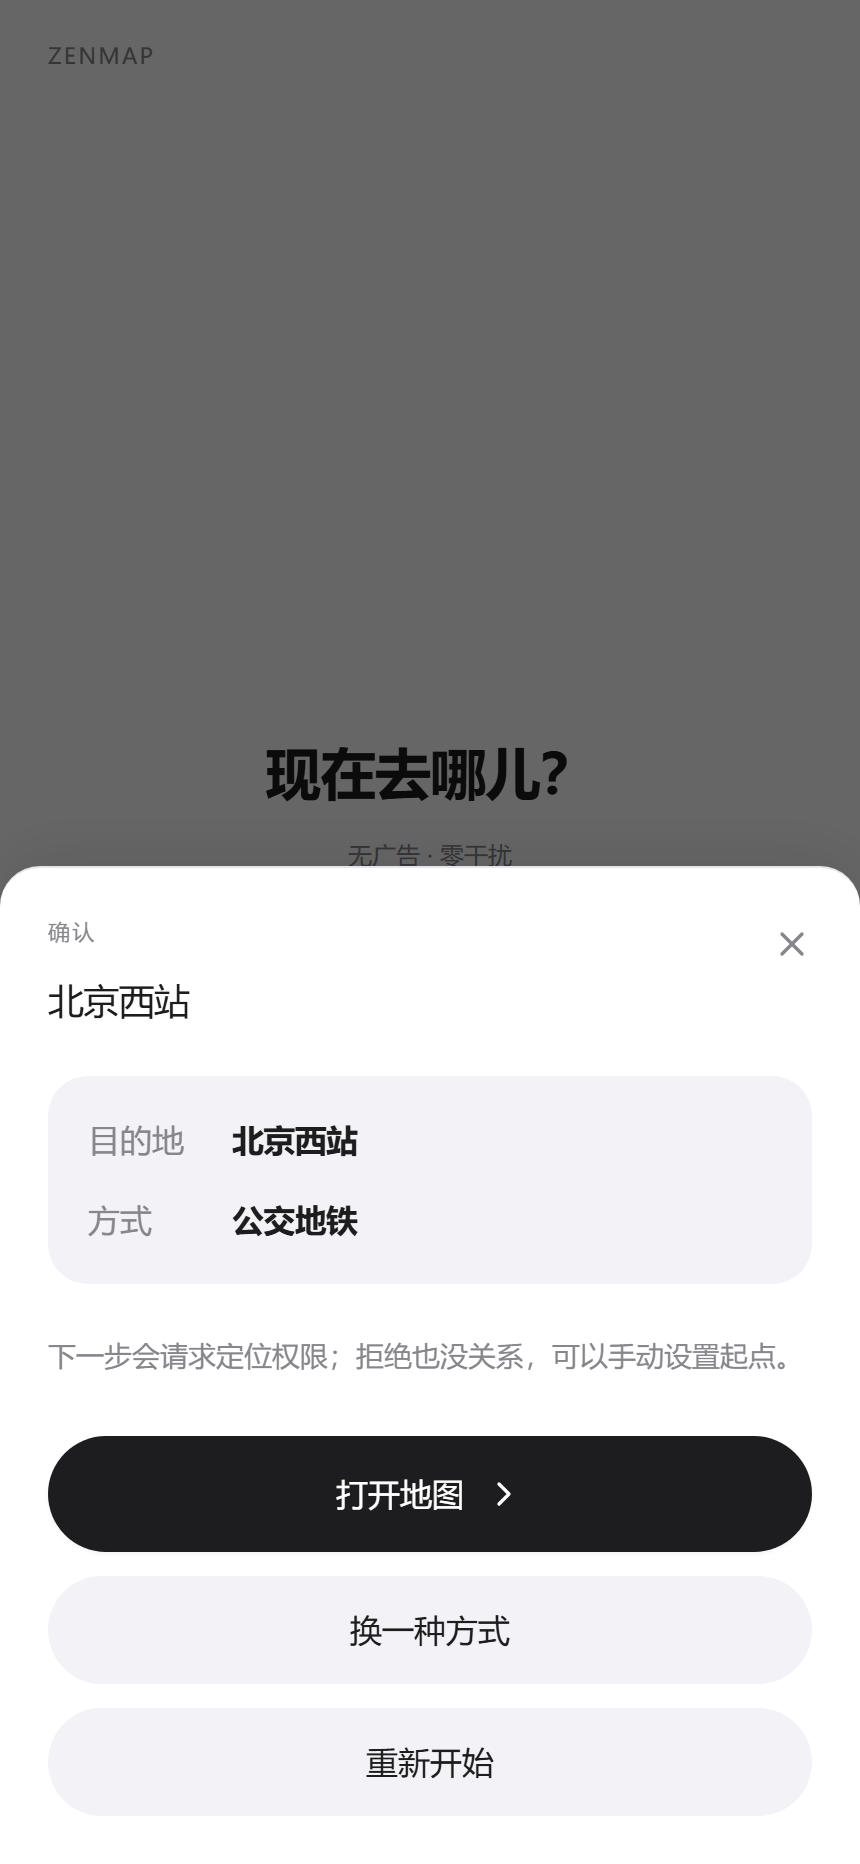 ZENMAP
现在去哪儿？
无广告 · 零干扰
确认
北京西站
目的地 北京西站
方式 公交地铁
下一步会请求定位权限；拒绝也没关系，可以手动设置起点。
打开地图
换一种方式
重新开始